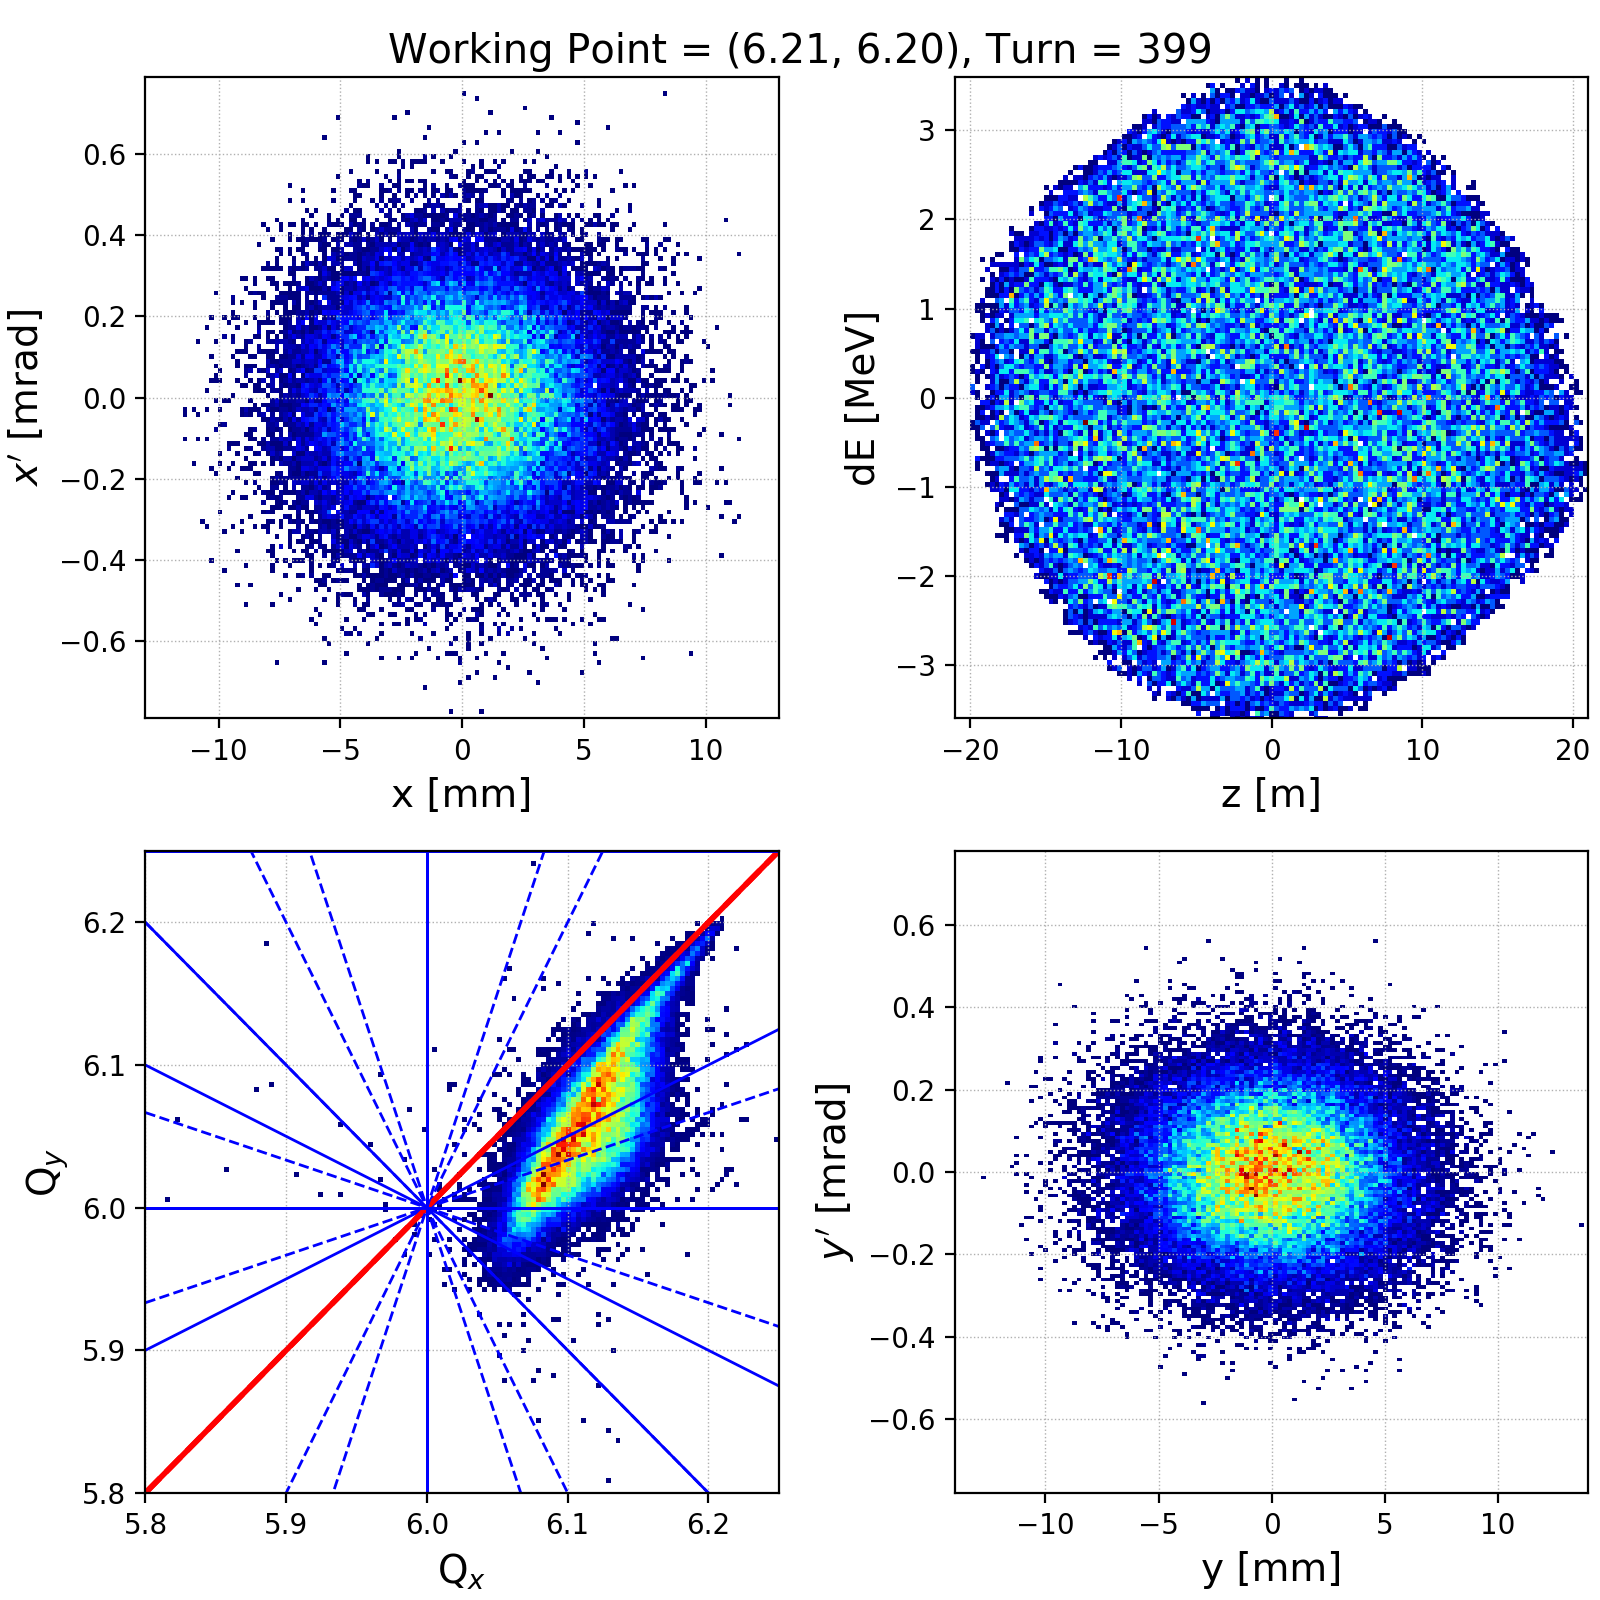 Working Point = (6.21, 6.20), Turn = 399
0.6
0.4
0.2
0.0
−0.2
−0.4
−0.6
x′ [mrad]
−10 −5 0 5 10
x [mm]
3
2
1
0
−1
−2
−3
dE [MeV]
−20 −10 0 10 20
z [m]
6.2
6.1
6.0
5.9
5.8
Qy
5.8 5.9 6.0 6.1 6.2
Qx
0.6
0.4
0.2
0.0
−0.2
−0.4
−0.6
y′ [mrad]
−10 −5 0 5 10
y [mm]